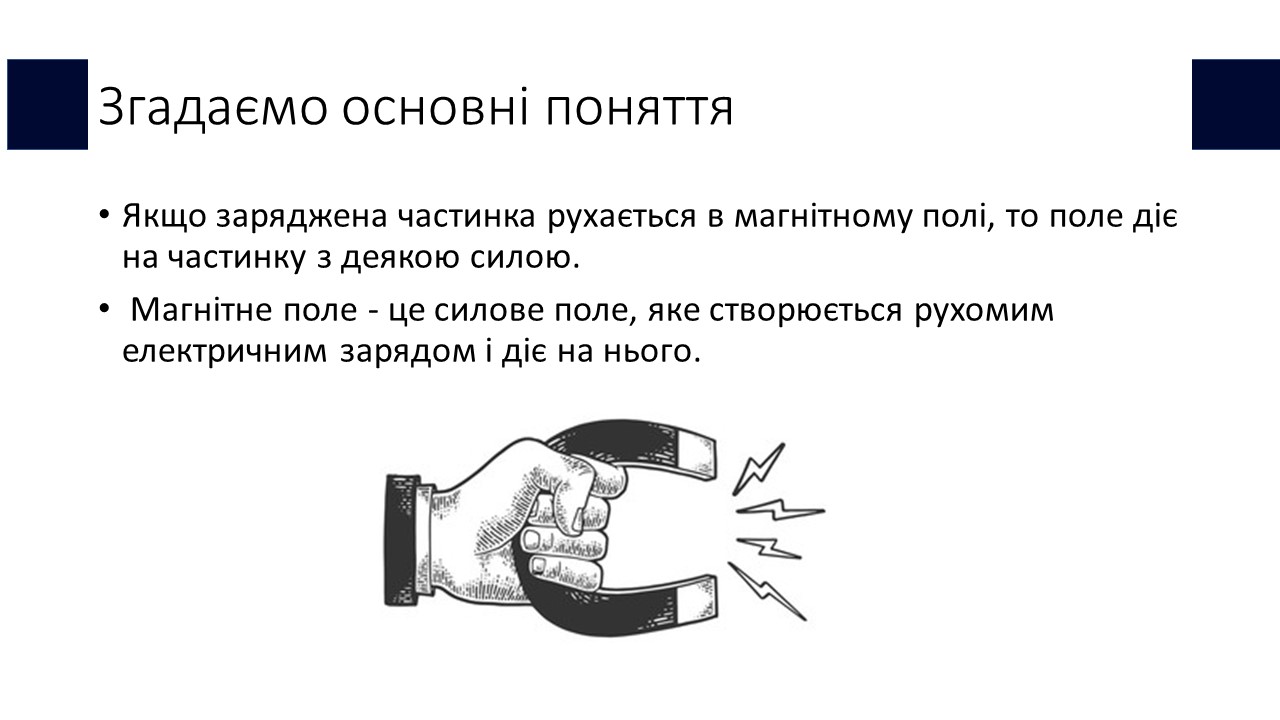 Згадаємо основні поняття
• Якщо заряджена частинка рухається в магнітному полі, то поле діє
на частинку з деякою силою.
• Магнітне поле - це силове поле, яке створюється рухомим
електричним зарядом і діє на нього.